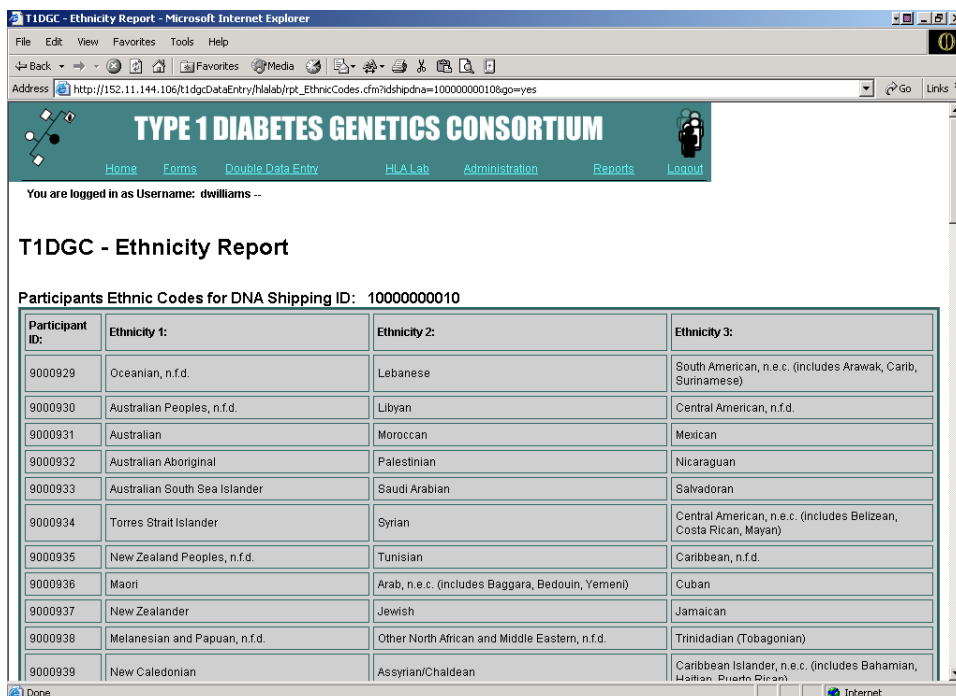 T1DGC - Ethnicity Report - Microsoft Internet Explorer
File Edit View Favorites Tools Help
Back Favorites Media
Address http://152.11.144.106/t1dgcDataEntry/hlalab/rpt_EthnicCodes.cfm?idshipdna=10000000010&go=yes Go Links
TYPE 1 DIABETES GENETICS CONSORTIUM
Home Forms Double Data Entry HLA Lab Administration Reports Logout
You are logged in as Username: dwilliams --
T1DGC - Ethnicity Report
Participants Ethnic Codes for DNA Shipping ID: 10000000010
Participant ID: Ethnicity 1: Ethnicity 2: Ethnicity 3:
9000929 Oceanian, n.f.d. Lebanese South American, n.e.c. (includes Arawak, Carib, Surinamese)
9000930 Australian Peoples, n.f.d. Libyan Central American, n.f.d.
9000931 Australian Moroccan Mexican
9000932 Australian Aboriginal Palestinian Nicaraguan
9000933 Australian South Sea Islander Saudi Arabian Salvadoran
9000934 Torres Strait Islander Syrian Central American, n.e.c. (includes Belizean, Costa Rican, Mayan)
9000935 New Zealand Peoples, n.f.d. Tunisian Caribbean, n.f.d.
9000936 Maori Arab, n.e.c. (includes Baggara, Bedouin, Yemeni) Cuban
9000937 New Zealander Jewish Jamaican
9000938 Melanesian and Papuan, n.f.d. Other North African and Middle Eastern, n.f.d. Trinidadian (Tobagonian)
9000939 New Caledonian Assyrian/Chaldean Caribbean Islander, n.e.c. (includes Bahamian, Haitian, Puerto Rican)
Done Internet